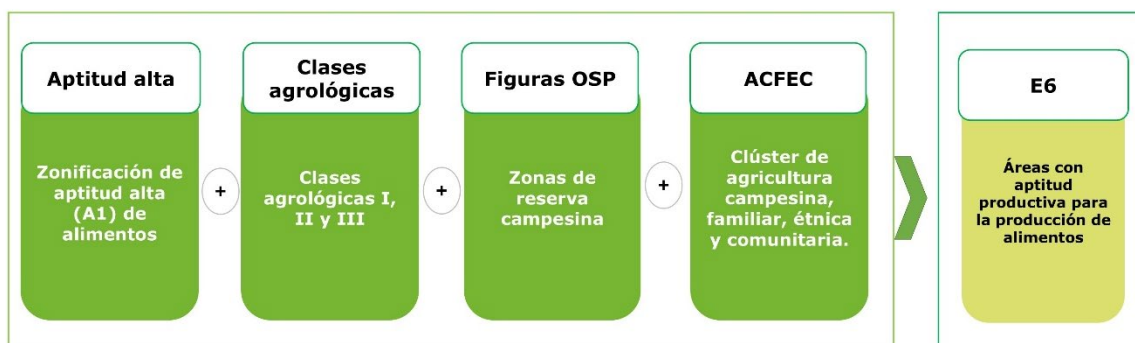 Aptitud alta
Zonificación de
aptitud alta
(A1) de
alimentos
+
Clases
agrológicas
Clases
agrológicas I,
II y III
+
Figuras OSP
Zonas de
reserva
campesina
+
ACFEC
Clúster de
agricultura
campesina,
familiar, étnica
y comunitaria.
E6
Áreas con
aptitud
productiva para
la producción de
alimentos